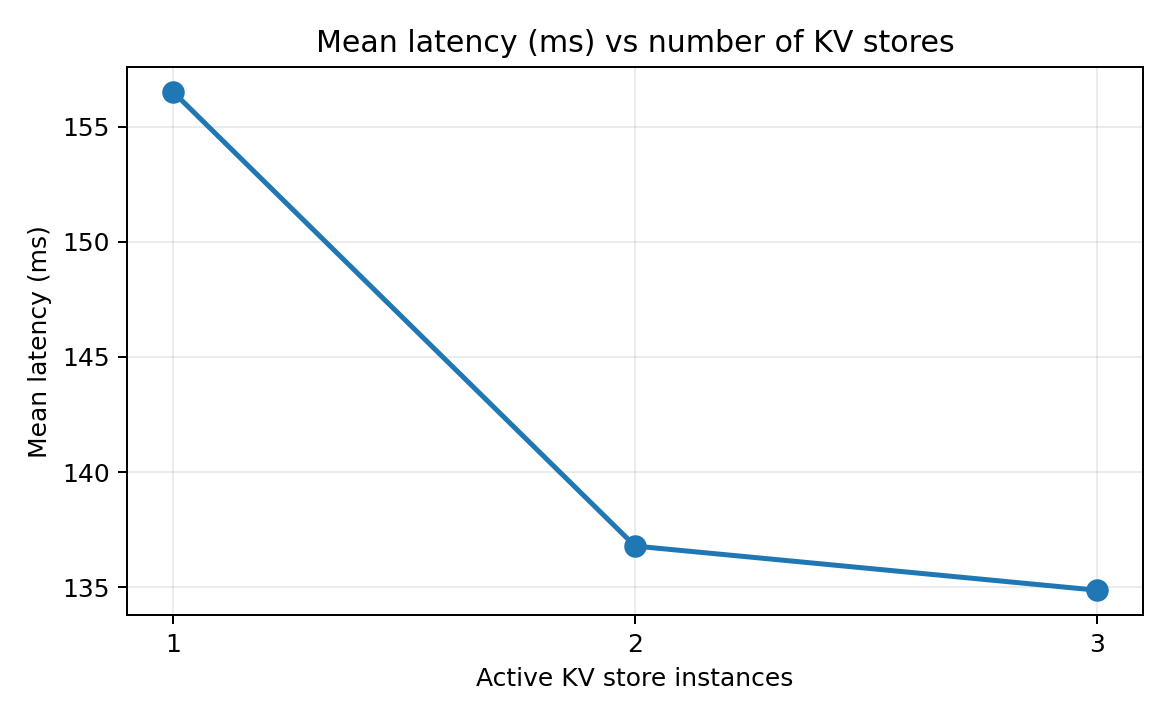 Mean latency (ms) vs number of KV stores
Mean latency (ms)
155
150
145
140
135
1 2 3
Active KV store instances